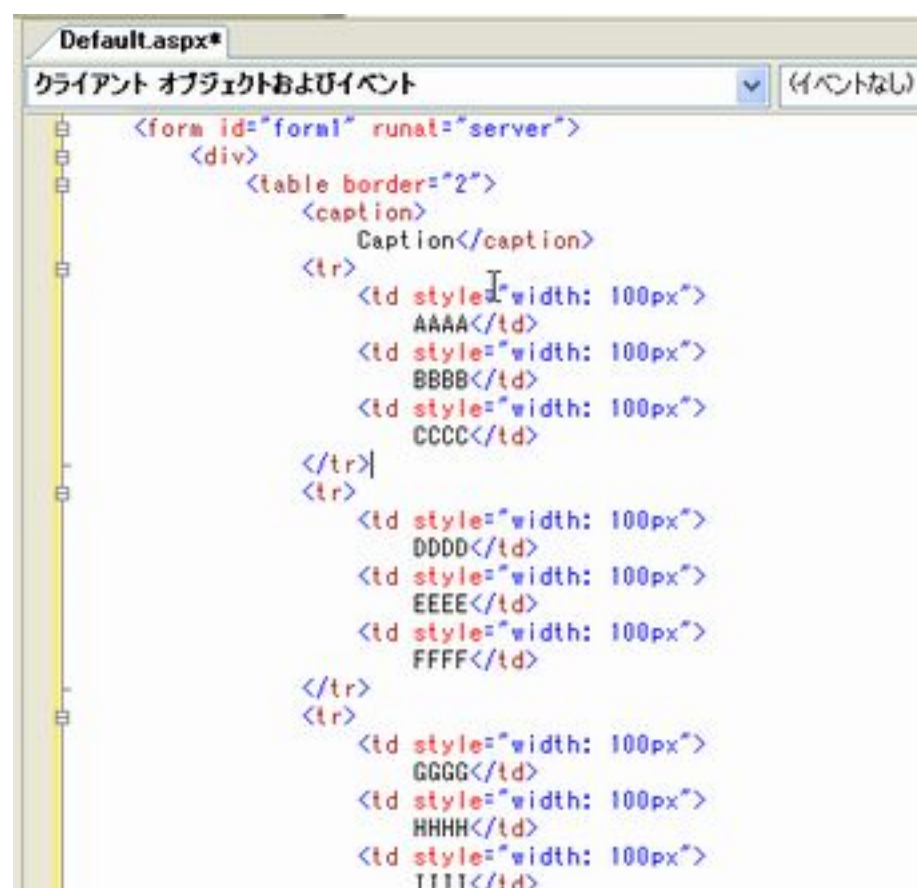 Default.aspx*
クライアント オブジェクトおよびイベント (イベントなし)
<form id="form1" runat="server">
<div>
<table border="2">
<caption>
Caption</caption>
<tr>
<td style="width: 100px">
AAAA</td>
<td style="width: 100px">
BBBB</td>
<td style="width: 100px">
CCCC</td>
</tr>
<tr>
<td style="width: 100px">
DDDD</td>
<td style="width: 100px">
EEEE</td>
<td style="width: 100px">
FFFF</td>
</tr>
<tr>
<td style="width: 100px">
GGGG</td>
<td style="width: 100px">
HHHH</td>
<td style="width: 100px">
IIII</td>